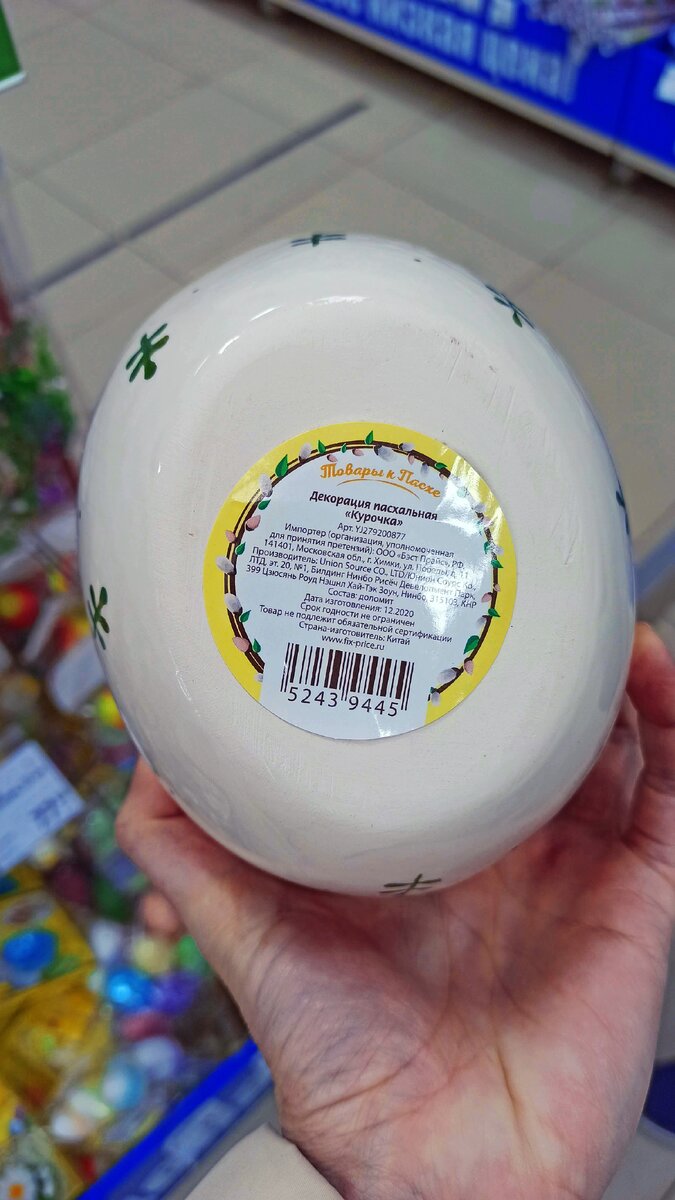 Товары к Пасхе
Декорация пасхальная
«Курочка»
Арт. YJ279200877
Импортер (организация, уполномоченная
для принятия претензий): ООО «Бэст Прайс», РФ,
141401, Московская обл., г. Химки, ул. Победы, д. 11
Производитель: Union Source CO., LTD/Юнион Соурс Ко.,
ЛТД, эт. 20, №1, Билдинг Нинбо Рисёч Девелопмент Парк,
399 Цзюсянь Роуд Нэшнл Хай-Тэк Зоун, Нинбо, 315103, КНР
Состав: доломит
Дата изготовления: 12.2020
Срок годности не ограничен
Товар не подлежит обязательной сертификации
Страна-изготовитель: Китай
www.fix-price.ru
5243 9445